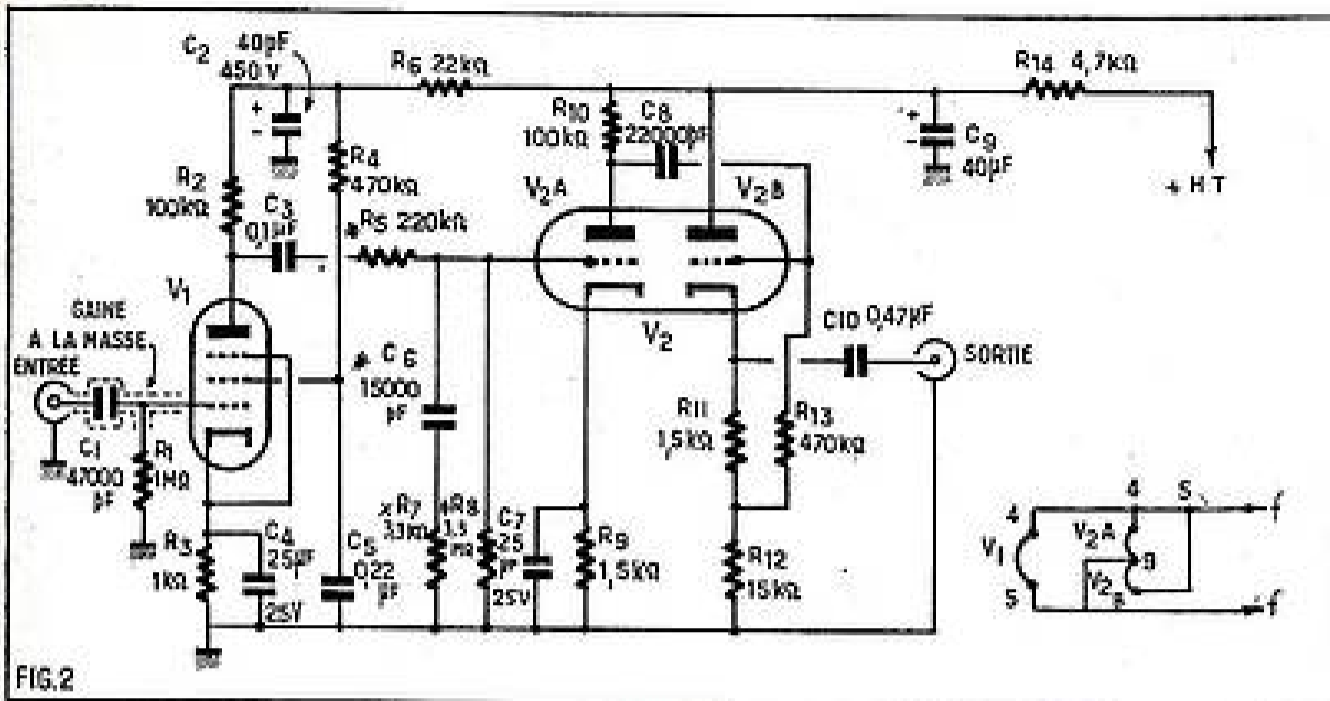 C2
40µF
450V
R6 22kΩ
R14 4,7kΩ
R10
100kΩ
C8
22000pF
C9
40µF
+ HT
R4
470kΩ
R2
100kΩ
C3
0,1µF
* R5 220kΩ
V2A
V2B
V1
V2
GAINE
A LA MASSE
ENTRÉE
* C6
15000
pF
C10 0,47µF
SORTIE
C1
47000
pF
R1
1MΩ
R11
1,5kΩ
R13
470kΩ
R3
1kΩ
C4
25µF
25V
C5
0,22
µF
R7
3,3kΩ
R8
C7
25
µF
25V
R9
1,5kΩ
R12
15kΩ
4
4
5
f
V1
V2A
9
V2B
5
f
FIG.2